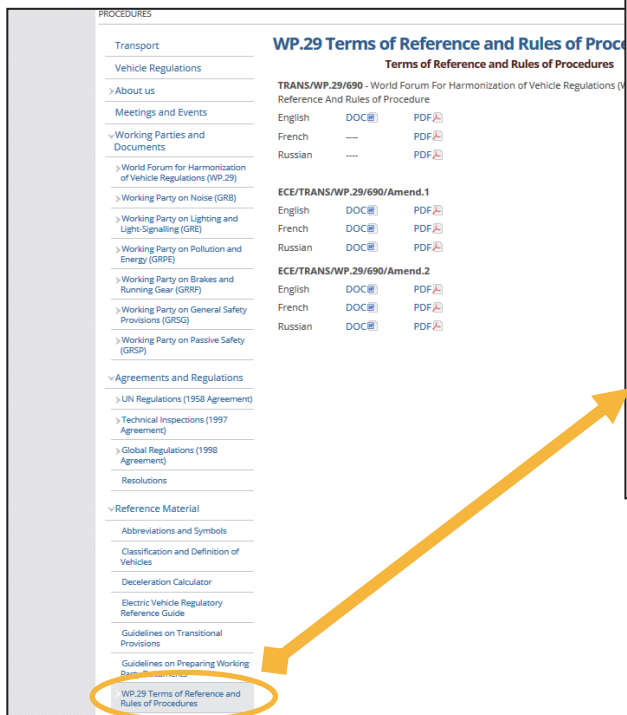 PROCEDURES
Transport
Vehicle Regulations
About us
Meetings and Events
Working Parties and
Documents
World Forum for Harmonization
of Vehicle Regulations (WP.29)
Working Party on Noise (GRB)
Working Party on Lighting and
Light-Signalling (GRE)
Working Party on Pollution and
Energy (GRPE)
Working Party on Brakes and
Running Gear (GRRF)
Working Party on General Safety
Provisions (GRSG)
Working Party on Passive Safety
(GRSP)
Agreements and Regulations
UN Regulations (1958 Agreement)
Technical Inspections (1997
Agreement)
Global Regulations (1998
Agreement)
Resolutions
Reference Material
Abbreviations and Symbols
Classification and Definition of
Vehicles
Deceleration Calculator
Electric Vehicle Regulatory
Reference Guide
Guidelines on Transitional
Provisions
Guidelines on Preparing Working
Party Documents
WP.29 Terms of Reference and
Rules of Procedures
WP.29 Terms of Reference and Rules of Proce
Terms of Reference and Rules of Procedures
TRANS/WP.29/690 - World Forum For Harmonization of Vehicle Regulations (W
Reference And Rules of Procedure
English DOC PDF
French ---- PDF
Russian ---- PDF
ECE/TRANS/WP.29/690/Amend.1
English DOC PDF
French DOC PDF
Russian DOC PDF
ECE/TRANS/WP.29/690/Amend.2
English DOC PDF
French DOC PDF
Russian DOC PDF